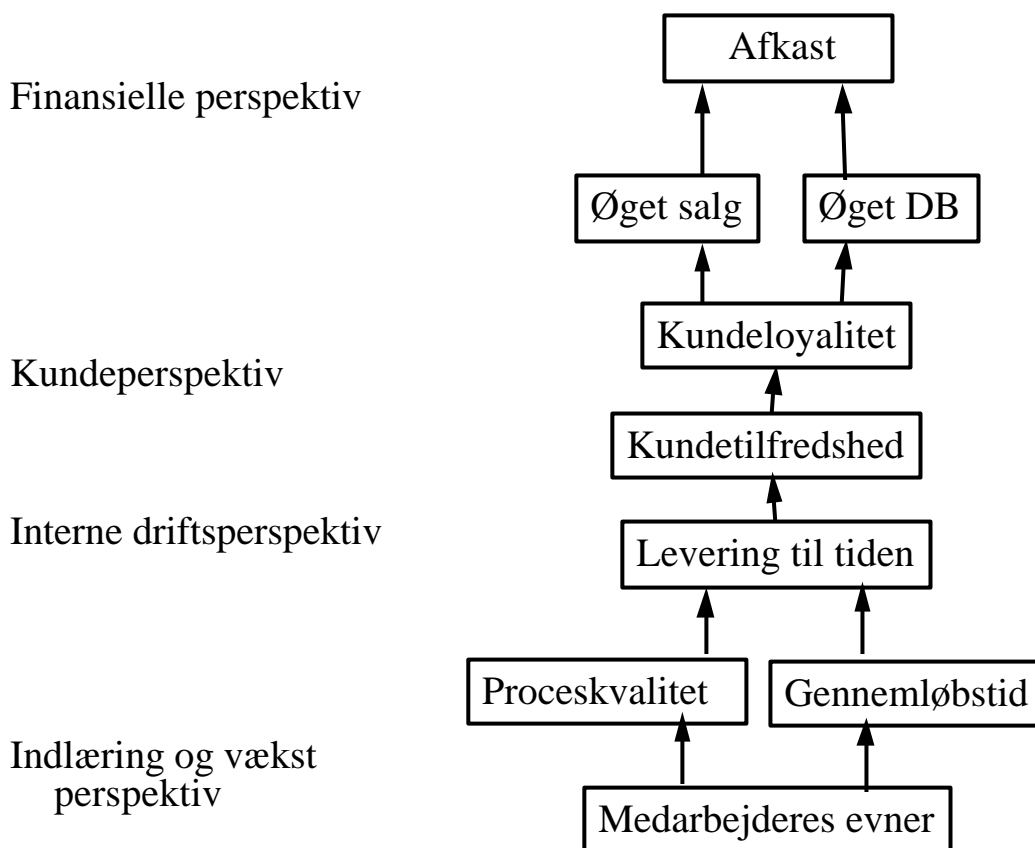 Afkast
Finansielle perspektiv
Øget salg
Øget DB
Kundeloyalitet
Kundeperspektiv
Kundetilfredshed
Interne driftsperspektiv
Levering til tiden
Proceskvalitet
Gennemløbstid
Indlæring og vækst
perspektiv
Medarbejderes evner